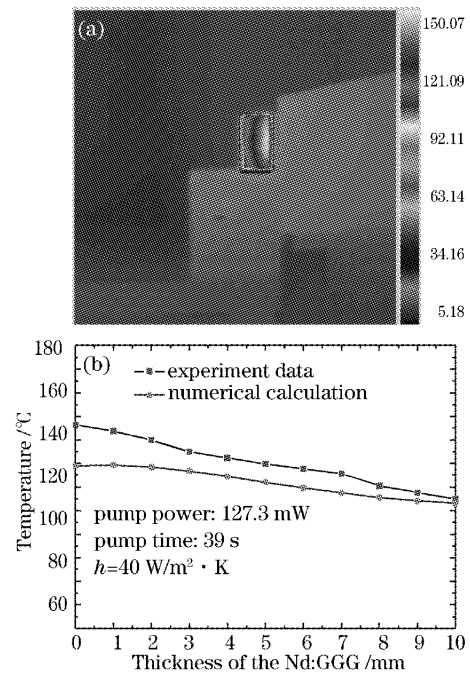 (a)
150.07
121.09
92.11
63.14
34.16
5.18
180
160
140
120
100
80
60
(b)
experiment data
numerical calculation
pump power: 127.3 mW
pump time: 39 s
h=40 W/m²·K
Temperature /℃
0 1 2 3 4 5 6 7 8 9 10
Thickness of the Nd:GGG /mm